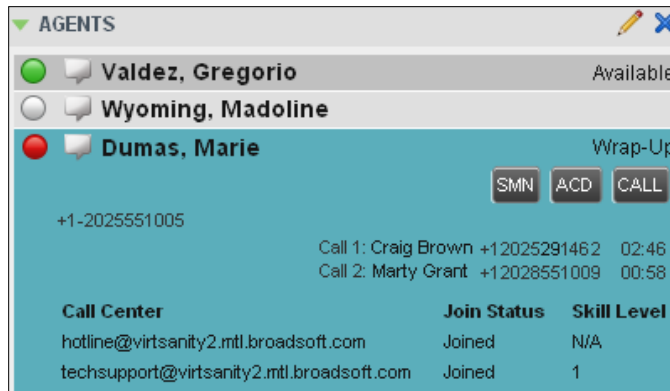 AGENTS
Valdez, Gregorio Available
Wyoming, Madoline
Dumas, Marie Wrap-Up
SMN ACD CALL
+1-2025551005
Call 1: Craig Brown +12025291462 02:46
Call 2: Marty Grant +12028551009 00:58
Call Center Join Status Skill Level
hotline@virtsanity2.mtl.broadsoft.com Joined N/A
techsupport@virtsanity2.mtl.broadsoft.com Joined 1